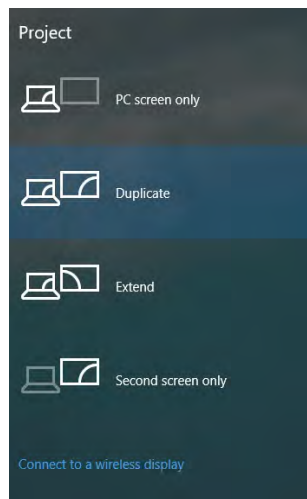 Project
PC screen only
Duplicate
Extend
Second screen only
Connect to a wireless display